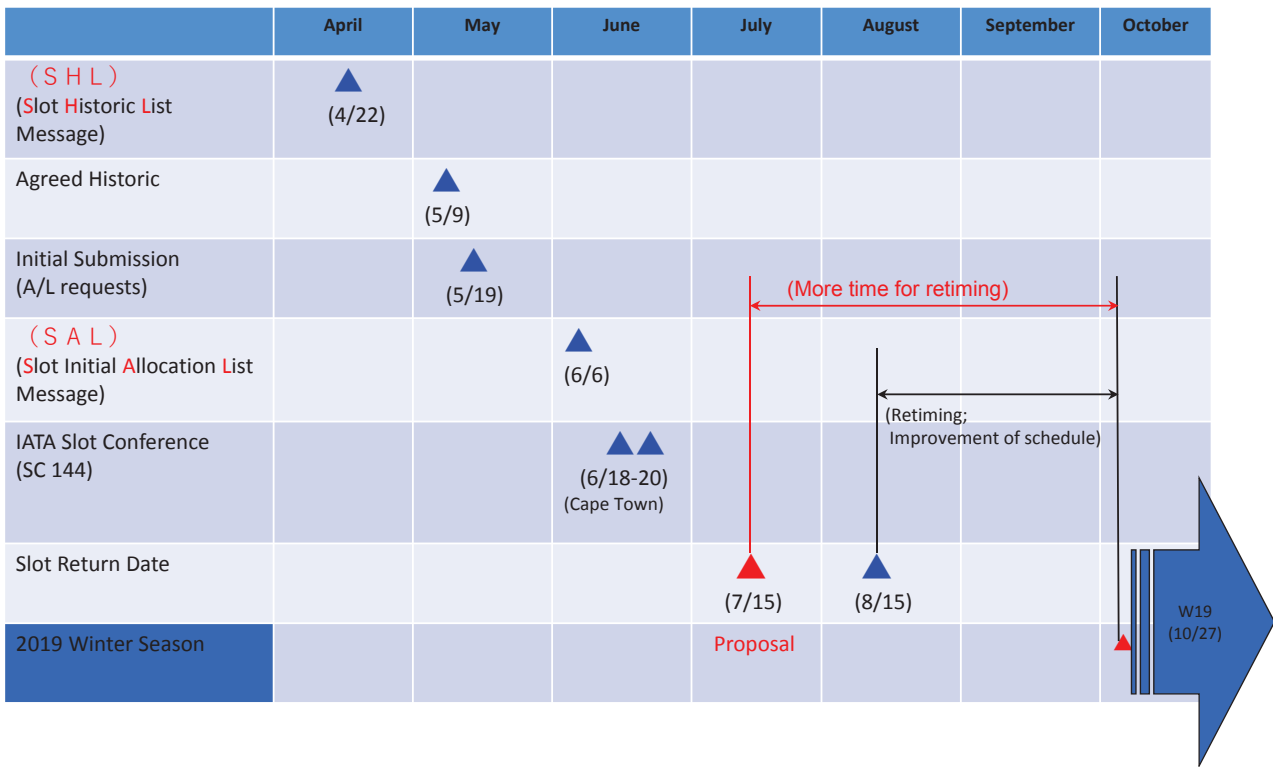 April May June July August September October
（ＳＨＬ）
(Slot Historic List
Message)
(4/22)
Agreed Historic
(5/9)
Initial Submission
(A/L requests)
(5/19)
(More time for retiming)
（ＳＡＬ）
(Slot Initial Allocation List
Message)
(6/6)
(Retiming;
Improvement of schedule)
IATA Slot Conference
(SC 144)
(6/18-20)
(Cape Town)
Slot Return Date
(7/15)
(8/15)
W19
(10/27)
2019 Winter Season
Proposal